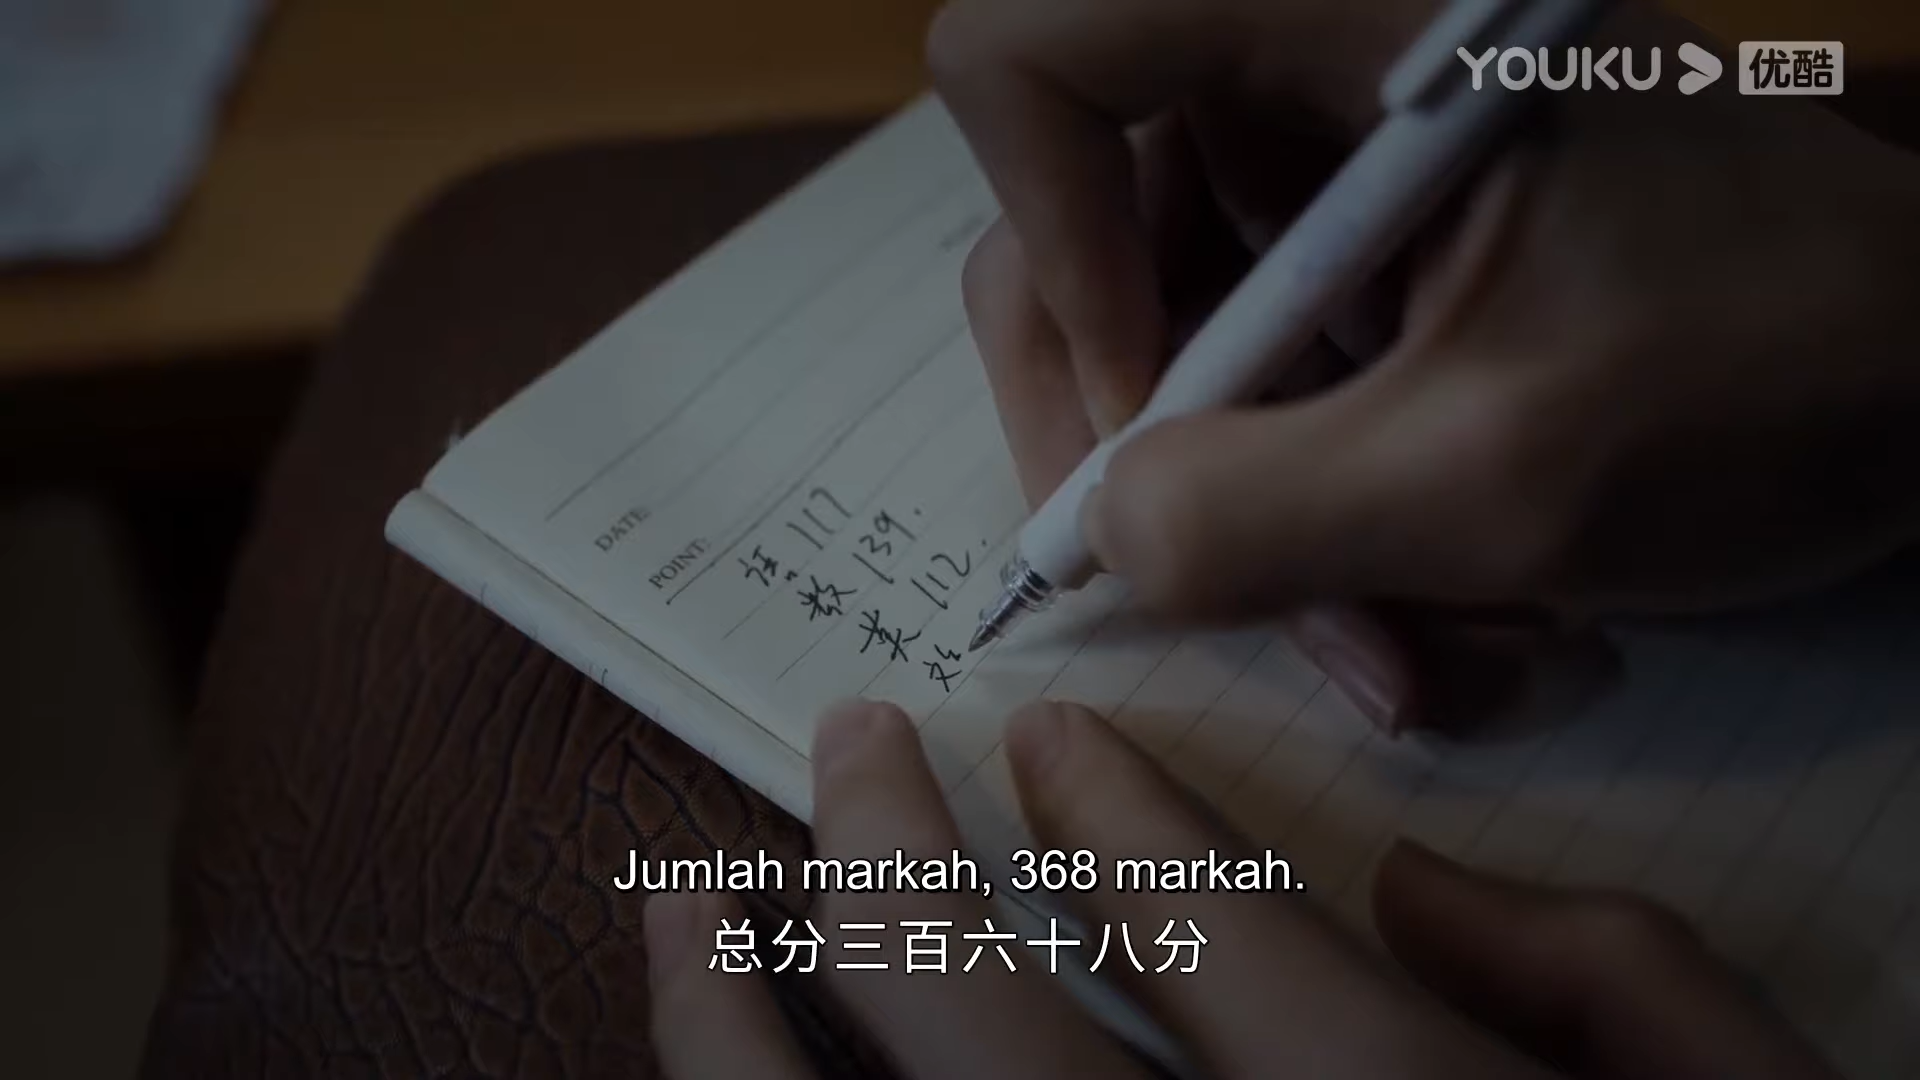 YOUKU 优酷
DATE:
POINT:
语 117
数 139.
英 112.
Jumlah markah, 368 markah.
总分三百六十八分